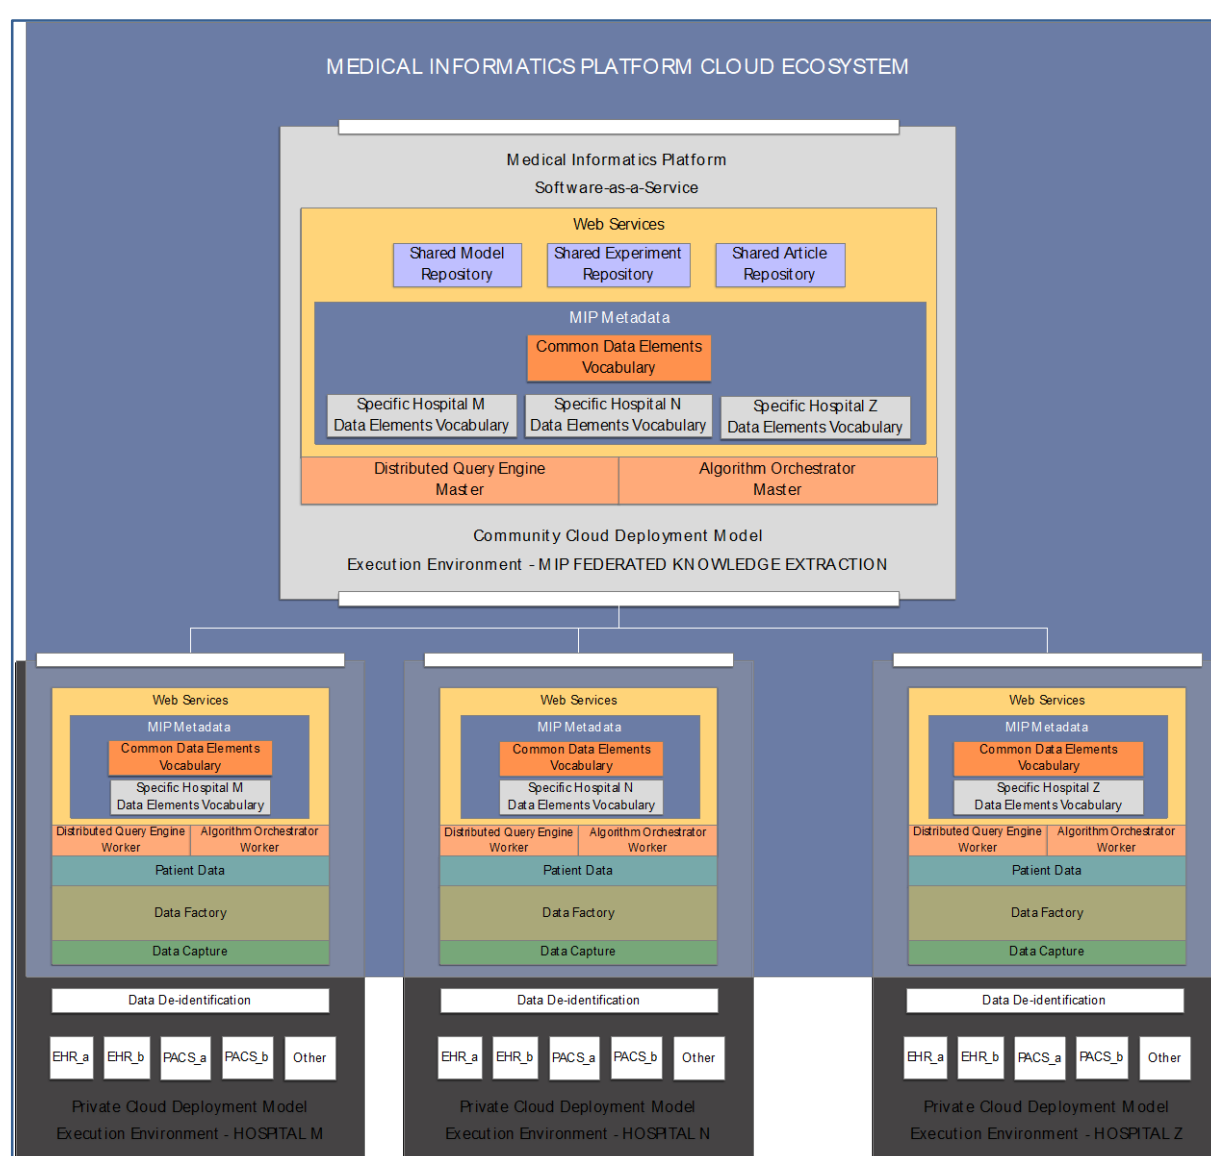 MEDICAL INFORMATICS PLATFORM CLOUD ECOSYSTEM
Medical Informatics Platform
Software-as-a-Service
Web Services
Shared Model
Repository
Shared Experiment
Repository
Shared Article
Repository
MIP Metadata
Common Data Elements
Vocabulary
Specific Hospital M
Data Elements Vocabulary
Specific Hospital N
Data Elements Vocabulary
Specific Hospital Z
Data Elements Vocabulary
Distributed Query Engine
Master
Algorithm Orchestrator
Master
Community Cloud Deployment Model
Execution Environment - MIP FEDERATED KNOWLEDGE EXTRACTION
Web Services
MIP Metadata
Common Data Elements
Vocabulary
Specific Hospital M
Data Elements Vocabulary
Distributed Query Engine
Worker
Algorithm Orchestrator
Worker
Patient Data
Data Factory
Data Capture
Data De-identification
EHR_a
EHR_b
PACS_a
PACS_b
Other
Private Cloud Deployment Model
Execution Environment - HOSPITAL M
Web Services
MIP Metadata
Common Data Elements
Vocabulary
Specific Hospital N
Data Elements Vocabulary
Distributed Query Engine
Worker
Algorithm Orchestrator
Worker
Patient Data
Data Factory
Data Capture
Data De-identification
EHR_a
EHR_b
PACS_a
PACS_b
Other
Private Cloud Deployment Model
Execution Environment - HOSPITAL N
Web Services
MIP Metadata
Common Data Elements
Vocabulary
Specific Hospital Z
Data Elements Vocabulary
Distributed Query Engine
Worker
Algorithm Orchestrator
Worker
Patient Data
Data Factory
Data Capture
Data De-identification
EHR_a
EHR_b
PACS_a
PACS_b
Other
Private Cloud Deployment Model
Execution Environment - HOSPITAL Z